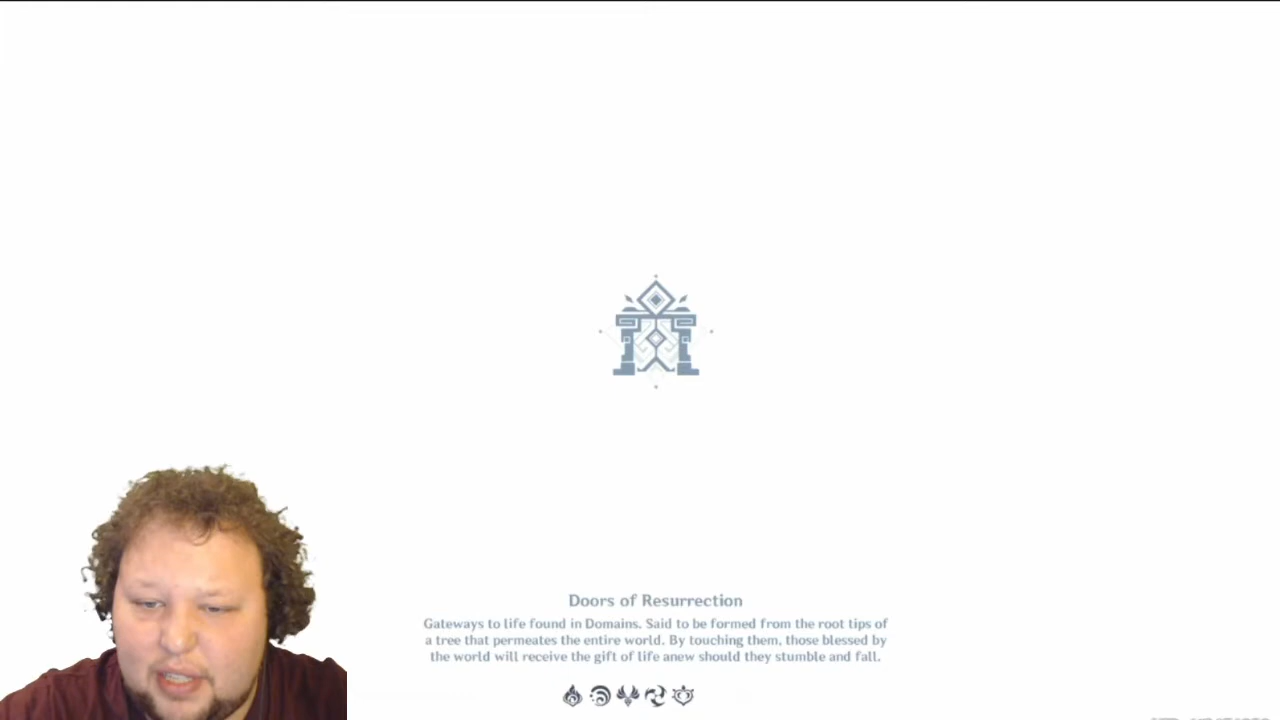 Doors of Resurrection
Gateways to life found in Domains. Said to be formed from the root tips of
a tree that permeates the entire world. By touching them, those blessed by
the world will receive the gift of life anew should they stumble and fall.